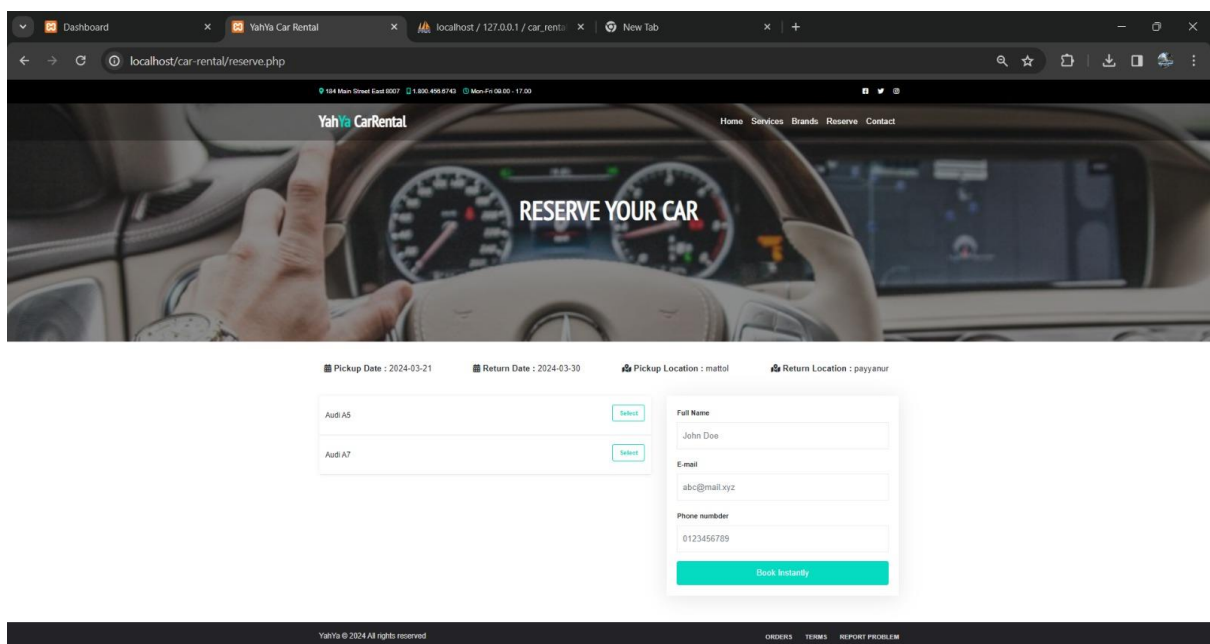 Dashboard
YahYa Car Rental
localhost / 127.0.0.1 / car_renta
New Tab
localhost/car-rental/reserve.php
184 Main Street East 8007 1.800.456.6743 Mon-Fri 09.00 - 17.00
YahYa CarRental
Home Services Brands Reserve Contact
RESERVE YOUR CAR
Pickup Date : 2024-03-21 Return Date : 2024-03-30 Pickup Location : mattol Return Location : payyanur
Audi A5 Select
Audi A7 Select
Full Name
John Doe
E-mail
abc@mail.xyz
Phone numbder
0123456789
Book Instantly
YahYa © 2024 All rights reserved
ORDERS TERMS REPORT PROBLEM